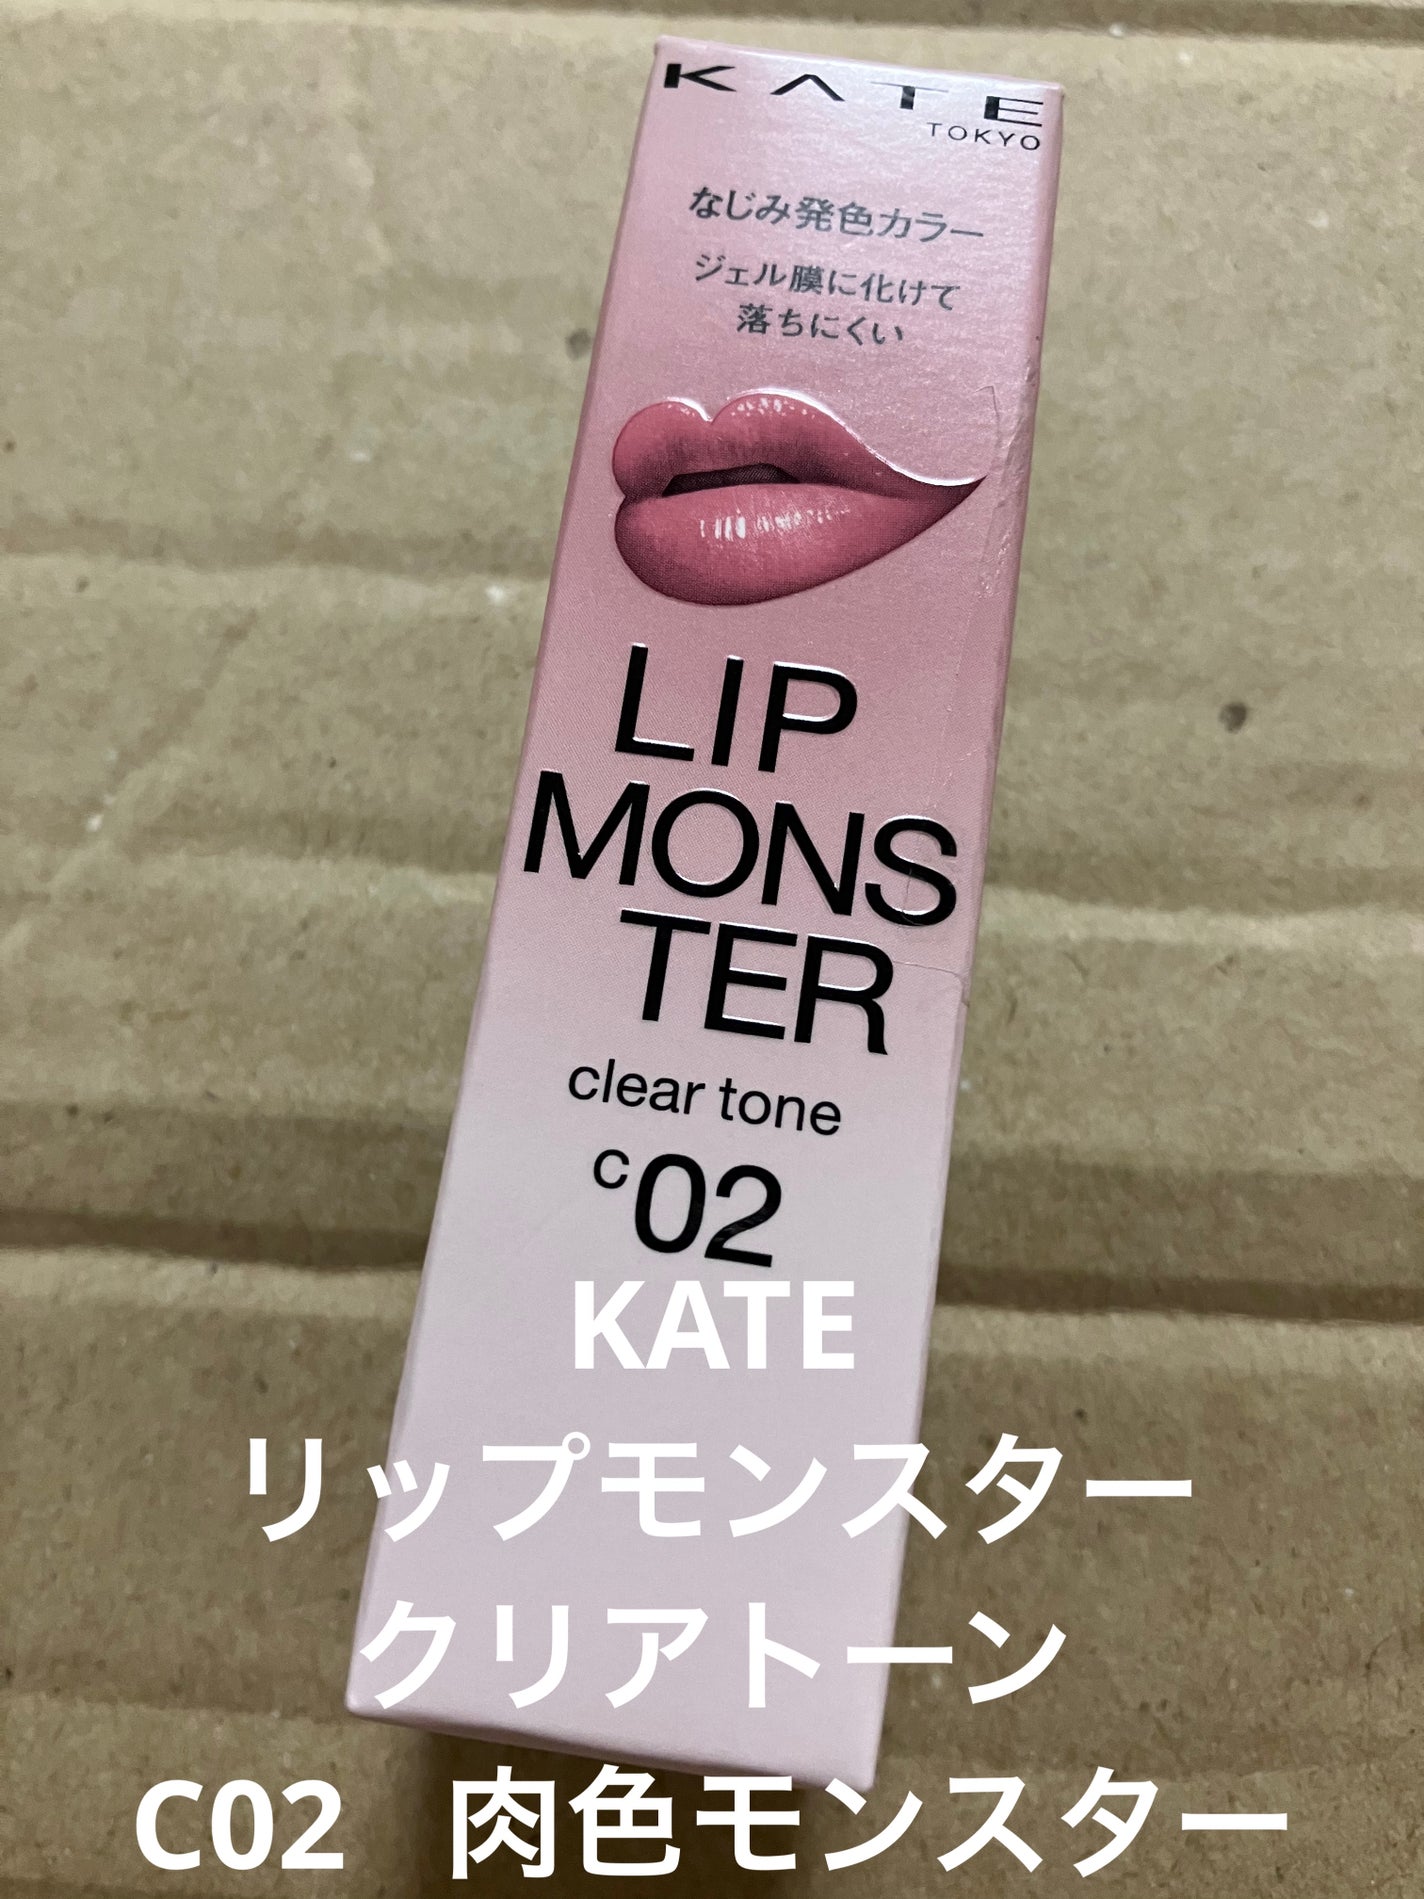 KATE
TOKYO
なじみ発色カラー
ジェル膜に化けて
落ちにくい
LIP
MONS
TER
clear tone
c02
KATE
リップモンスター
クリアトーン
C02 肉色モンスター